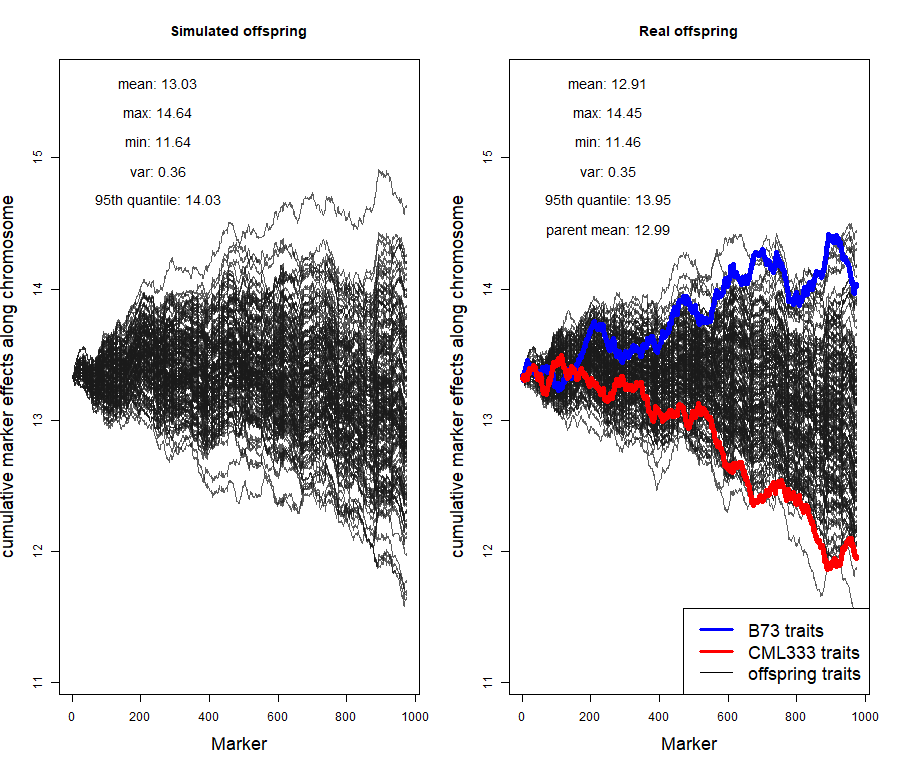 Simulated offspring
mean: 13.03
max: 14.64
min: 11.64
var: 0.36
95th quantile: 14.03
cumulative marker effects along chromosome
15
14
13
12
11
0 200 400 600 800 1000
Marker
Real offspring
mean: 12.91
max: 14.45
min: 11.46
var: 0.35
95th quantile: 13.95
parent mean: 12.99
cumulative marker effects along chromosome
15
14
13
12
11
B73 traits
CML333 traits
offspring traits
0 200 400 600 800 1000
Marker